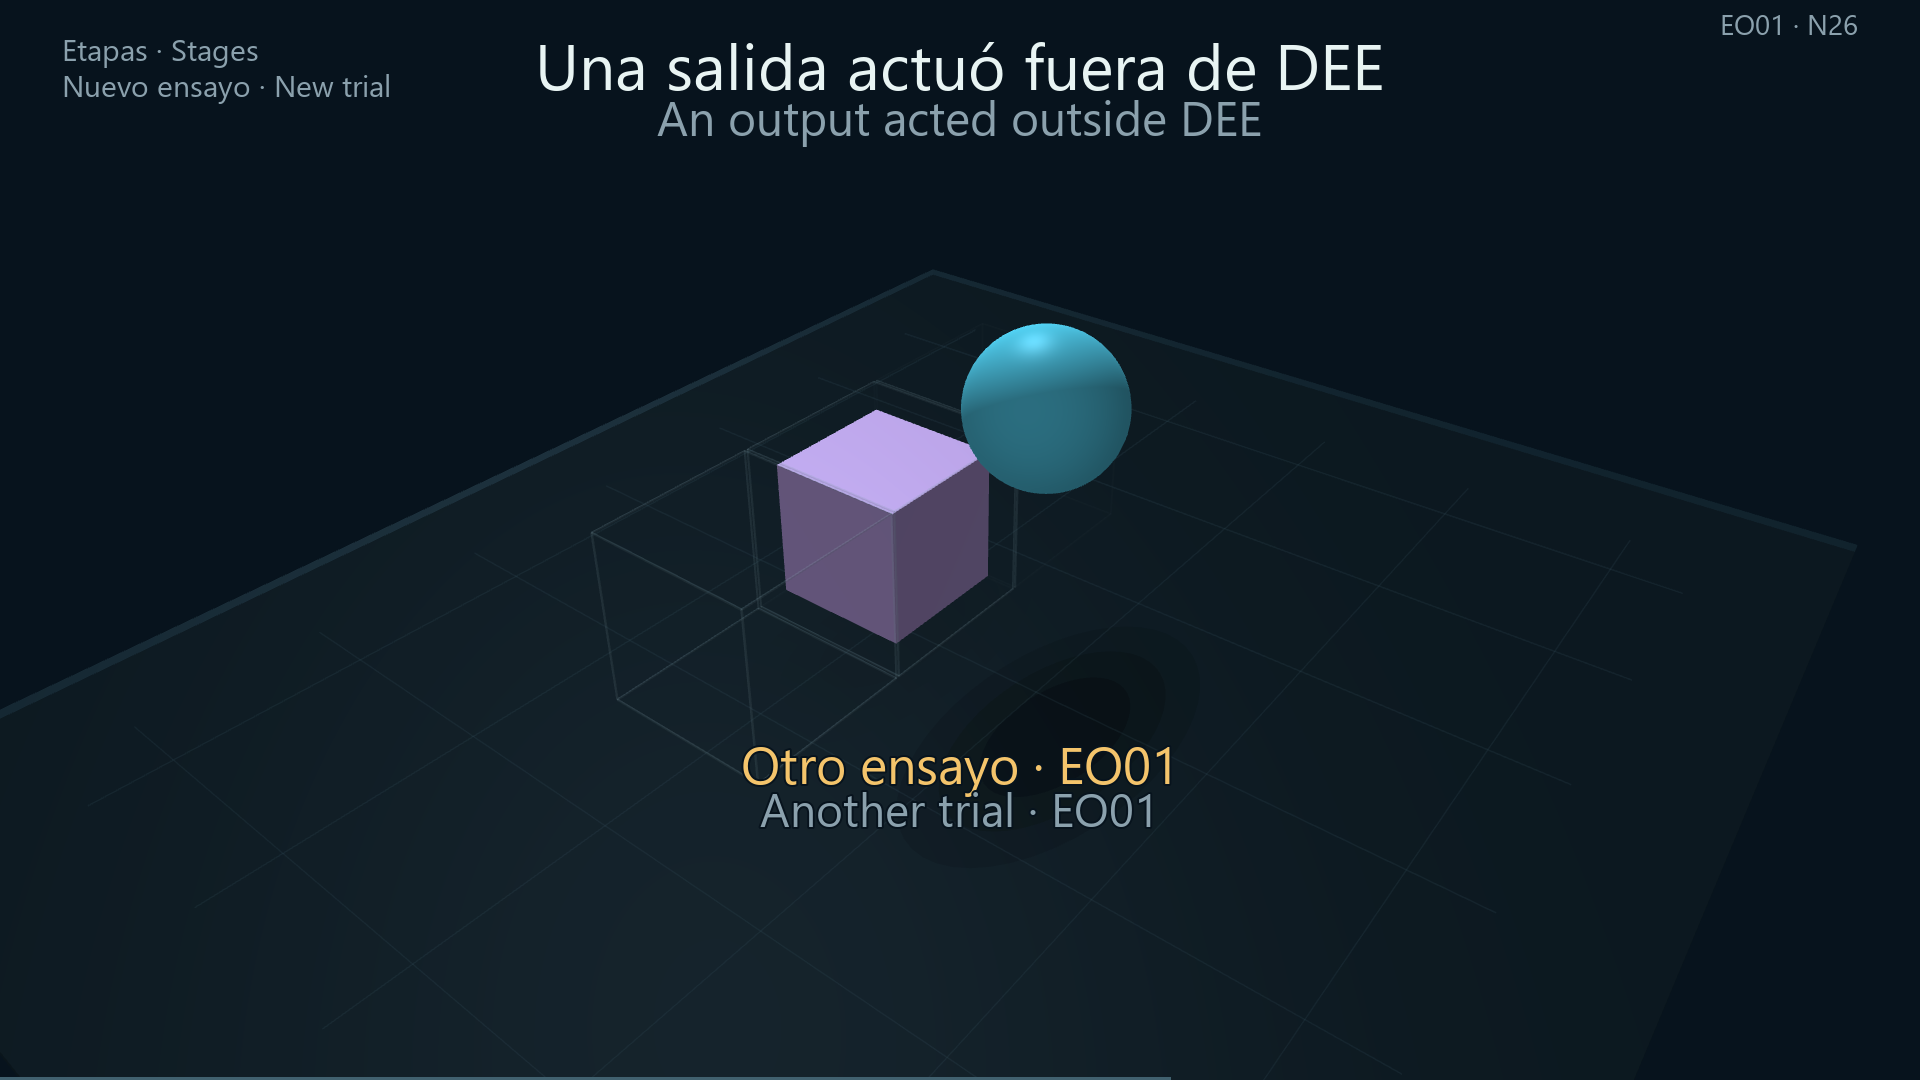 Etapas · Stages
Nuevo ensayo · New trial
Una salida actuó fuera de DEE
An output acted outside DEE
EO01 · N26
Otro ensayo · EO01
Another trial · EO01